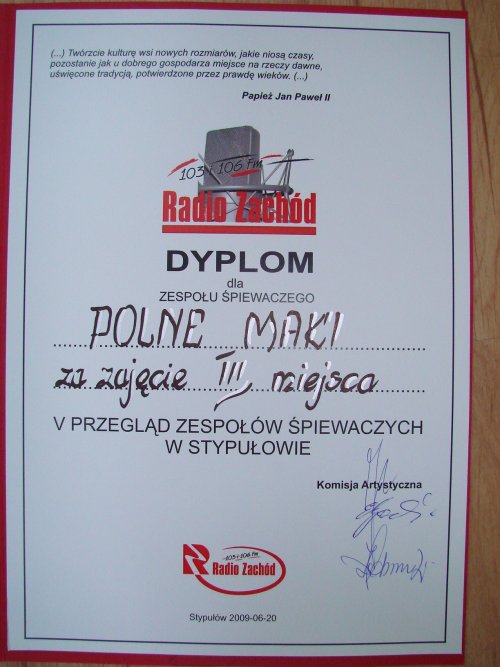 (...) Twórzcie kulturę wsi nowych rozmiarów, jakie niosą czasy,
pozostanie jak u dobrego gospodarza miejsce na rzeczy dawne,
uświęcone tradycją, potwierdzone przez prawdę wieków. (...)
Papież Jan Paweł II
103 i 106 Fm
Radio Zachód
DYPLOM
dla
ZESPOŁU ŚPIEWACZEGO
POLNE MAKI
za zajęcie III miejsca
V PRZEGLĄD ZESPOŁÓW ŚPIEWACZYCH
W STYPUŁOWIE
Komisja Artystyczna
103 i 106 Fm
Radio Zachód
Stypułów 2009-06-20